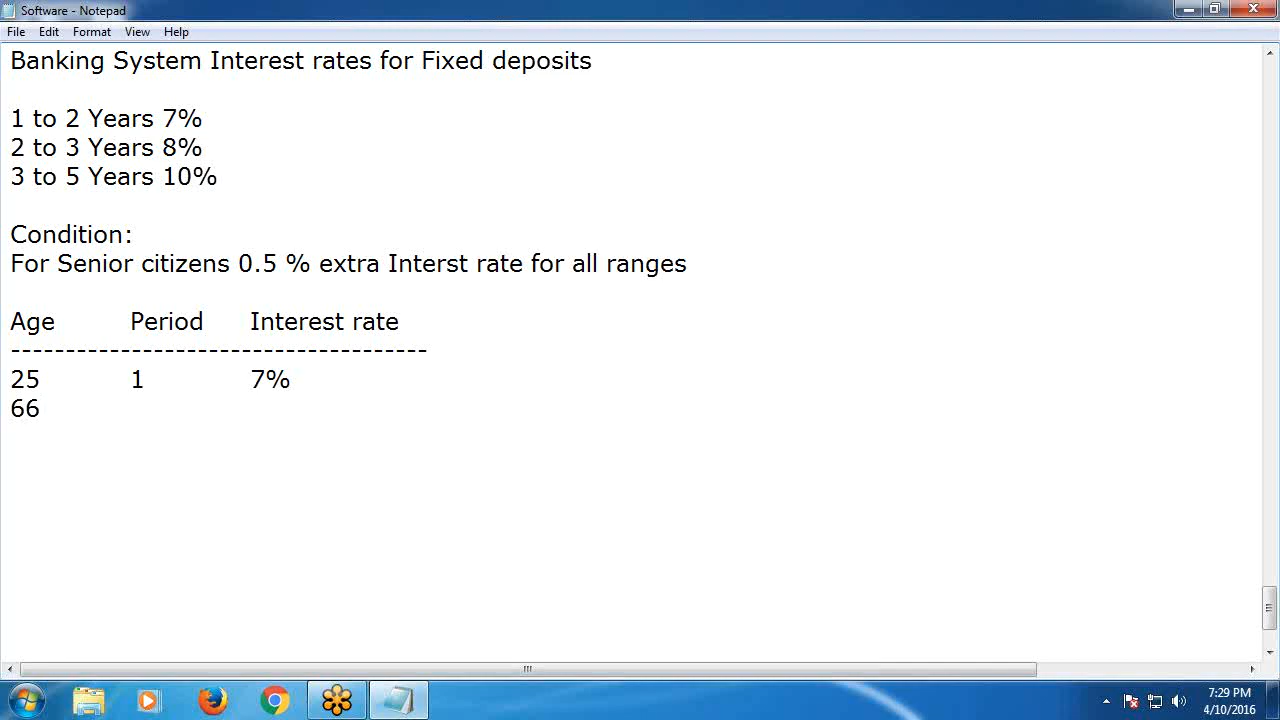 Software - Notepad
File Edit Format View Help
Banking System Interest rates for Fixed deposits
1 to 2 Years 7%
2 to 3 Years 8%
3 to 5 Years 10%
Condition:
For Senior citizens 0.5 % extra Interst rate for all ranges
Age Period Interest rate
--------------------------------------
25 1 7%
66
7:29 PM
4/10/2016